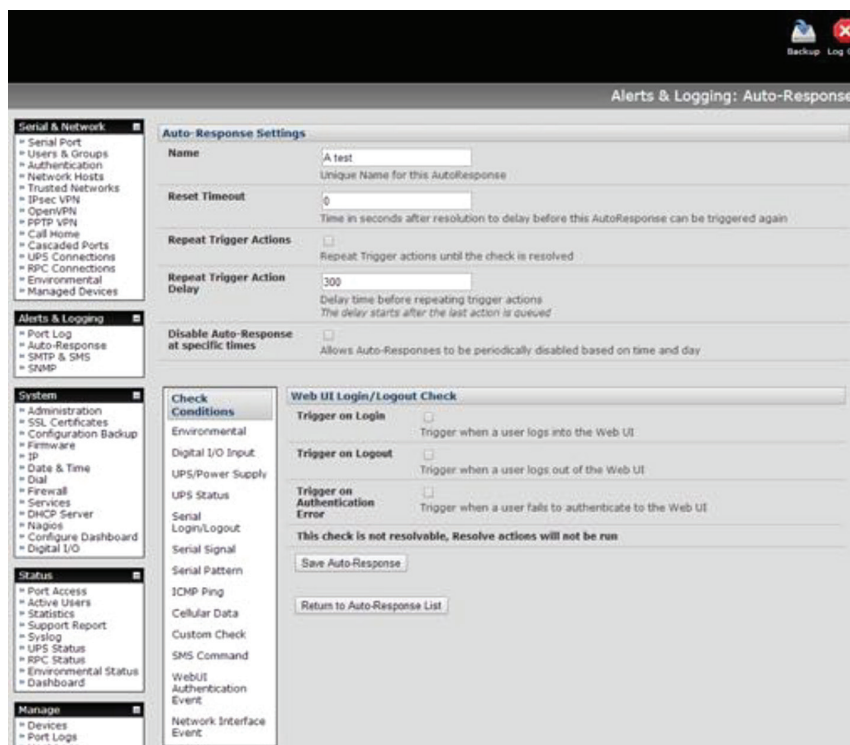 Backup Log
Alerts & Logging: Auto-Response
Serial & Network
Serial Port
Users & Groups
Authentication
Network Hosts
Trusted Networks
IPsec VPN
OpenVPN
PPTP VPN
Call Home
Cascaded Ports
UPS Connections
RPC Connections
Environmental
Managed Devices
Alerts & Logging
Port Log
Auto-Response
SMTP & SMS
SNMP
System
Administration
SSL Certificates
Configuration Backup
Firmware
IP
Date & Time
Dial
Firewall
Services
DHCP Server
Nagios
Configure Dashboard
Digital I/O
Status
Port Access
Active Users
Statistics
Support Report
Syslog
UPS Status
RPC Status
Environmental Status
Dashboard
Manage
Devices
Port Logs
Auto-Response Settings
Name
A test
Unique Name for this AutoResponse
Reset Timeout
0
Time in seconds after resolution to delay before this AutoResponse can be triggered again
Repeat Trigger Actions
Repeat Trigger actions until the check is resolved
Repeat Trigger Action
Delay
300
Delay time before repeating trigger actions
The delay starts after the last action is queued
Disable Auto-Response
at specific times
Allows Auto-Responses to be periodically disabled based on time and day
Check
Conditions
Environmental
Digital I/O Input
UPS/Power Supply
UPS Status
Serial
Login/Logout
Serial Signal
Serial Pattern
ICMP Ping
Cellular Data
Custom Check
SMS Command
WebUI
Authentication
Event
Network Interface
Event
Web UI Login/Logout Check
Trigger on Login
Trigger when a user logs into the Web UI
Trigger on Logout
Trigger when a user logs out of the Web UI
Trigger on
Authentication
Error
Trigger when a user fails to authenticate to the Web UI
This check is not resolvable, Resolve actions will not be run
Save Auto-Response
Return to Auto-Response List